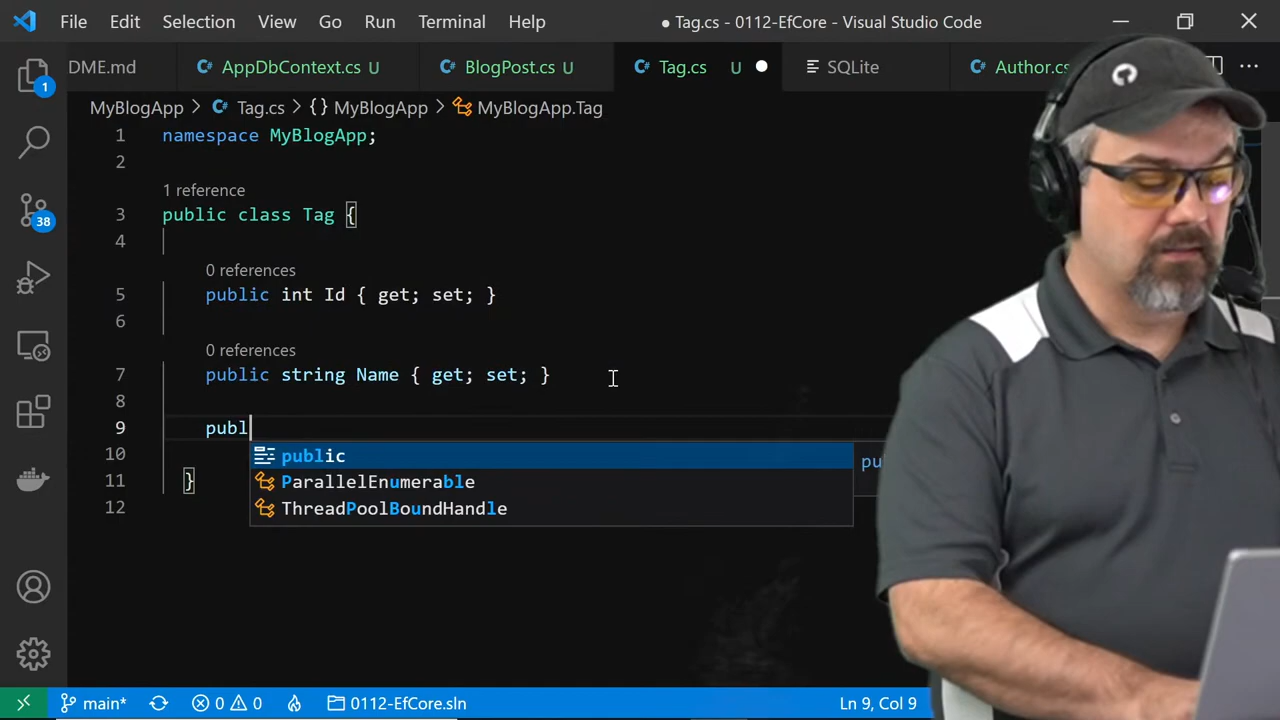 File Edit Selection View Go Run Terminal Help ● Tag.cs - 0112-EfCore - Visual Studio Code
DME.md AppDbContext.cs U BlogPost.cs U Tag.cs U SQLite Author.cs
MyBlogApp > Tag.cs > {} MyBlogApp > MyBlogApp.Tag
1 namespace MyBlogApp;
2
1 reference
3 public class Tag {
4
0 references
5 public int Id { get; set; }
6
0 references
7 public string Name { get; set; }
8
9 publ
10 public pu
ParallelEnumerable
11 }
12 ThreadPoolBoundHandle
1
38
main* 0 0 0112-EfCore.sln Ln 9, Col 9